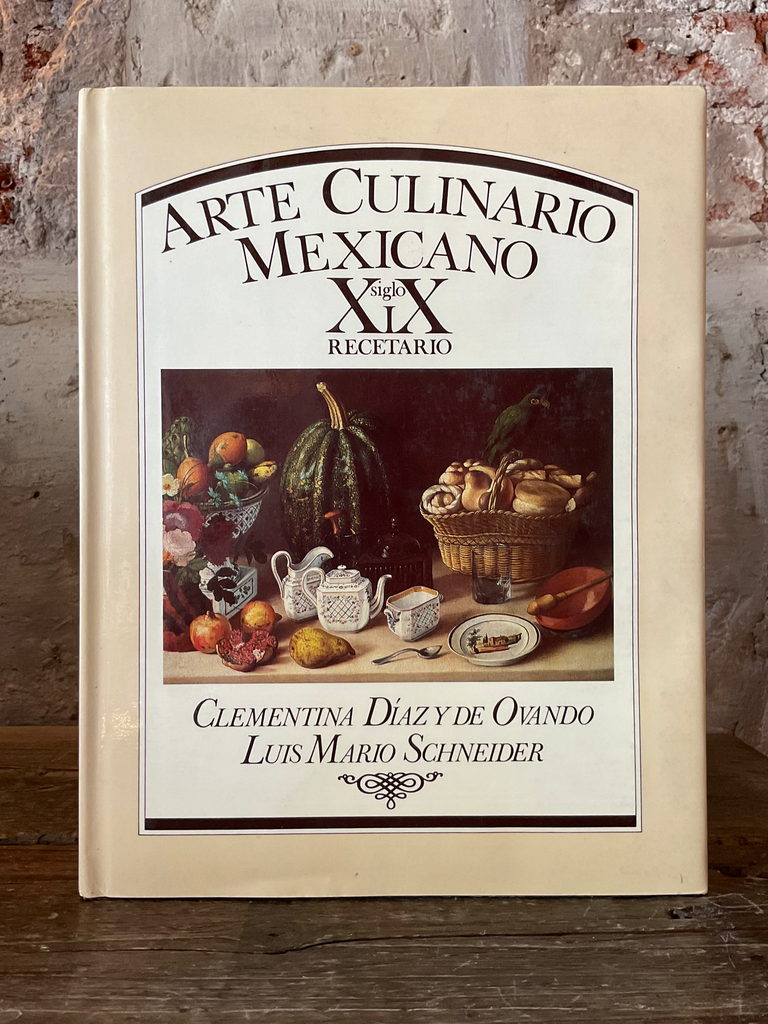 ARTE CULINARIO
MEXICANO
siglo
XIX
RECETARIO
CLEMENTINA DÍAZ Y DE OVANDO
LUIS MARIO SCHNEIDER